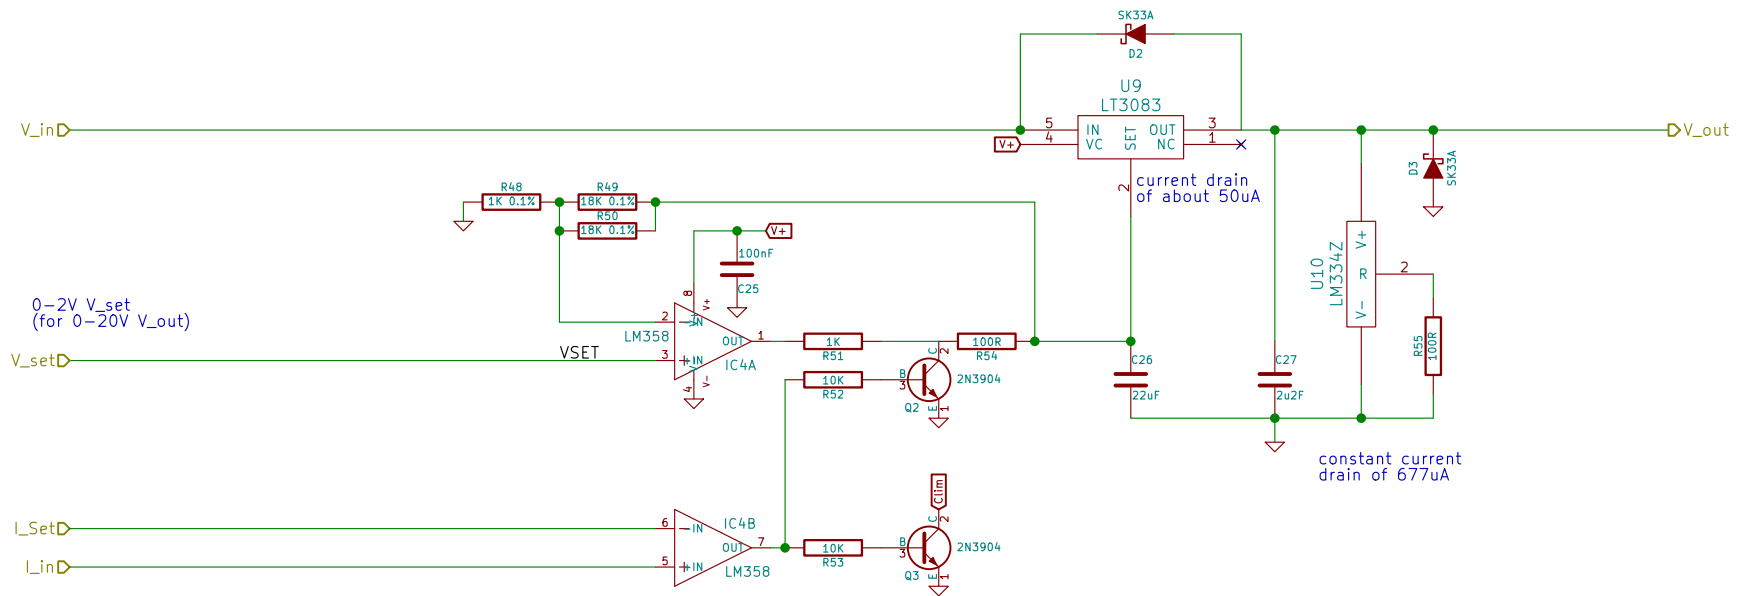 SK33A
D2
U9
LT3083
V_in
5
IN
SET
OUT
3
V_out
V+
4
VC
NC
1
2
current drain
of about 50uA
D3
SK33A
R48
1K 0.1%
R49
18K 0.1%
R50
18K 0.1%
V+
100nF
C25
U10
LM334Z
V+
R
V-
2
R55
100R
0-2V V_set
(for 0-20V V_out)
8
V+
LM358
2
-IN
V+
OUT
1
1K
R51
100R
R54
V_set
VSET
3
+IN
V-
IC4A
4
V-
10K
R52
B
3
C
2
E
1
2N3904
Q2
C26
22uF
C27
2u2F
constant current
drain of 677uA
Clim
I_Set
6
-IN
IC4B
OUT
7
10K
R53
B
3
C
2
E
1
2N3904
Q3
I_in
5
+IN
LM358